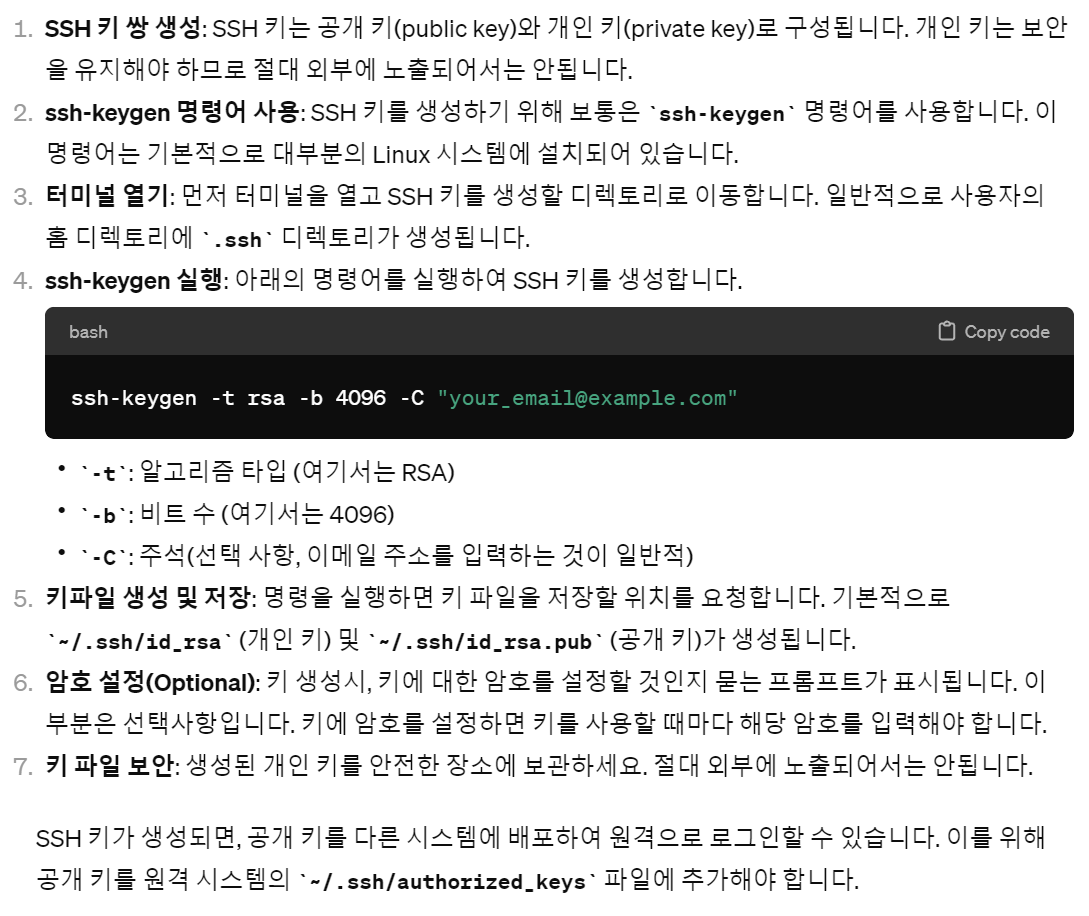 1. SSH 키 쌍 생성: SSH 키는 공개 키(public key)와 개인 키(private key)로 구성됩니다. 개인 키는 보안
을 유지해야 하므로 절대 외부에 노출되어서는 안됩니다.
2. ssh-keygen 명령어 사용: SSH 키를 생성하기 위해 보통은 `ssh-keygen` 명령어를 사용합니다. 이
명령어는 기본적으로 대부분의 Linux 시스템에 설치되어 있습니다.
3. 터미널 열기: 먼저 터미널을 열고 SSH 키를 생성할 디렉토리로 이동합니다. 일반적으로 사용자의
홈 디렉토리에 `.ssh` 디렉토리가 생성됩니다.
4. ssh-keygen 실행: 아래의 명령어를 실행하여 SSH 키를 생성합니다.
bash Copy code
ssh-keygen -t rsa -b 4096 -C "your_email@example.com"
• `-t`: 알고리즘 타입 (여기서는 RSA)
• `-b`: 비트 수 (여기서는 4096)
• `-C`: 주석(선택 사항, 이메일 주소를 입력하는 것이 일반적)
5. 키파일 생성 및 저장: 명령을 실행하면 키 파일을 저장할 위치를 요청합니다. 기본적으로
`~/.ssh/id_rsa` (개인 키) 및 `~/.ssh/id_rsa.pub` (공개 키)가 생성됩니다.
6. 암호 설정(Optional): 키 생성시, 키에 대한 암호를 설정할 것인지 묻는 프롬프트가 표시됩니다. 이
부분은 선택사항입니다. 키에 암호를 설정하면 키를 사용할 때마다 해당 암호를 입력해야 합니다.
7. 키 파일 보안: 생성된 개인 키를 안전한 장소에 보관하세요. 절대 외부에 노출되어서는 안됩니다.
SSH 키가 생성되면, 공개 키를 다른 시스템에 배포하여 원격으로 로그인할 수 있습니다. 이를 위해
공개 키를 원격 시스템의 `~/.ssh/authorized_keys` 파일에 추가해야 합니다.